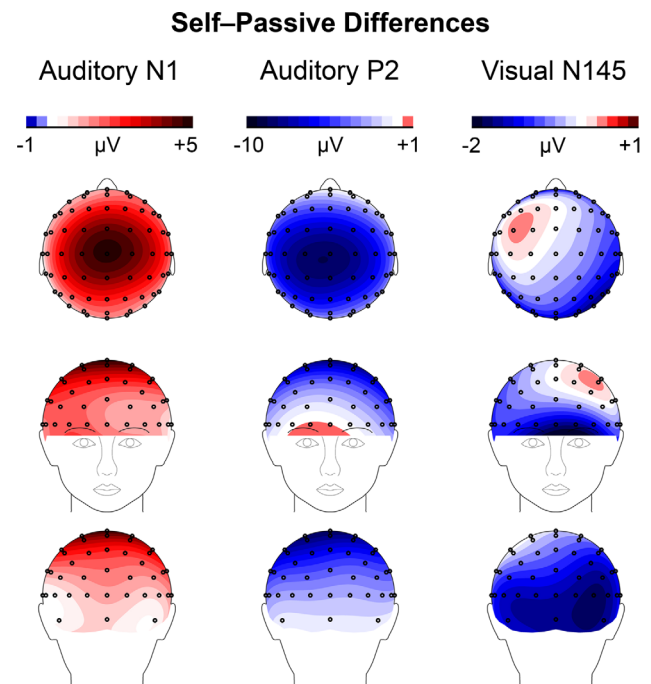 Self–Passive Differences
Auditory N1 Auditory P2 Visual N145
-1 µV +5 -10 µV +1 -2 µV +1